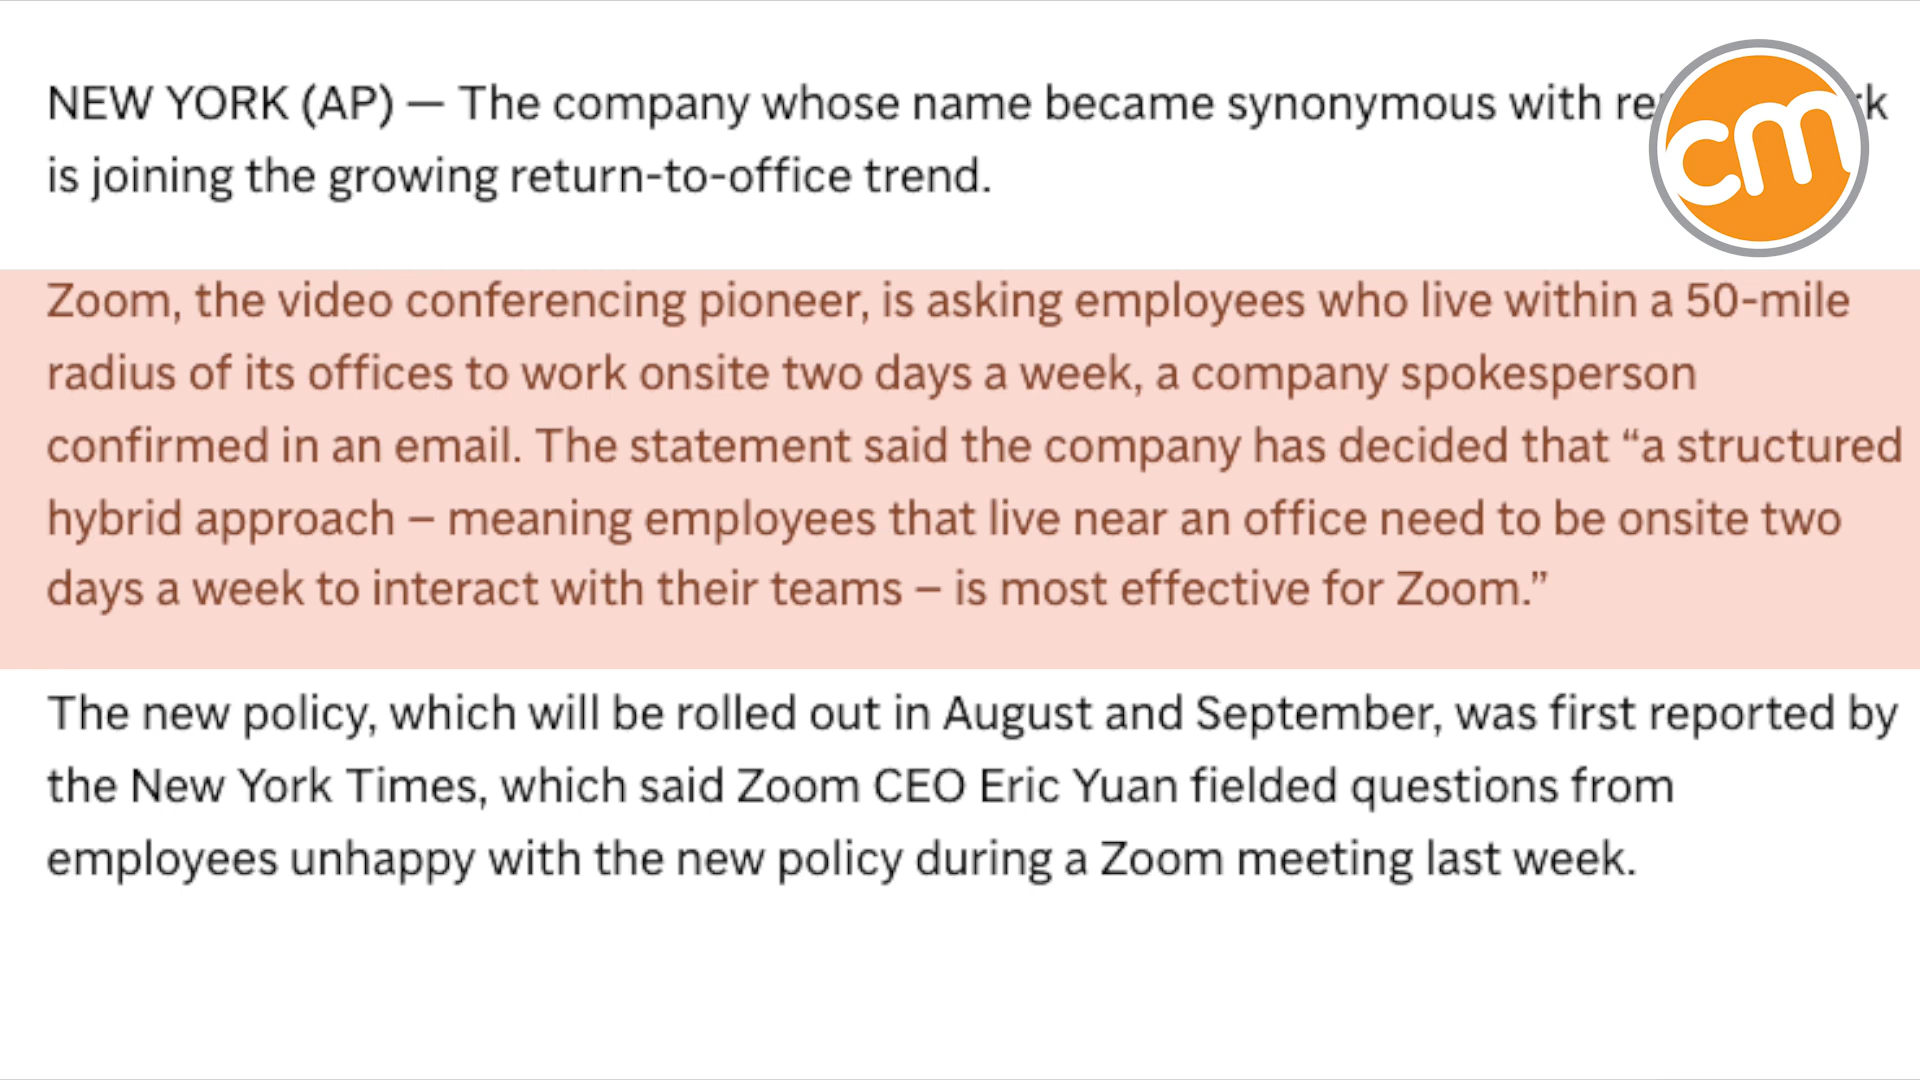 NEW YORK (AP) — The company whose name became synonymous with
cm
is joining the growing return-to-office trend.
Zoom, the video conferencing pioneer, is asking employees who live within a 50-mile
radius of its offices to work onsite two days a week, a company spokesperson
confirmed in an email. The statement said the company has decided that “a structured
hybrid approach – meaning employees that live near an office need to be onsite two
days a week to interact with their teams – is most effective for Zoom.”
The new policy, which will be rolled out in August and September, was first reported by
the New York Times, which said Zoom CEO Eric Yuan fielded questions from
employees unhappy with the new policy during a Zoom meeting last week.